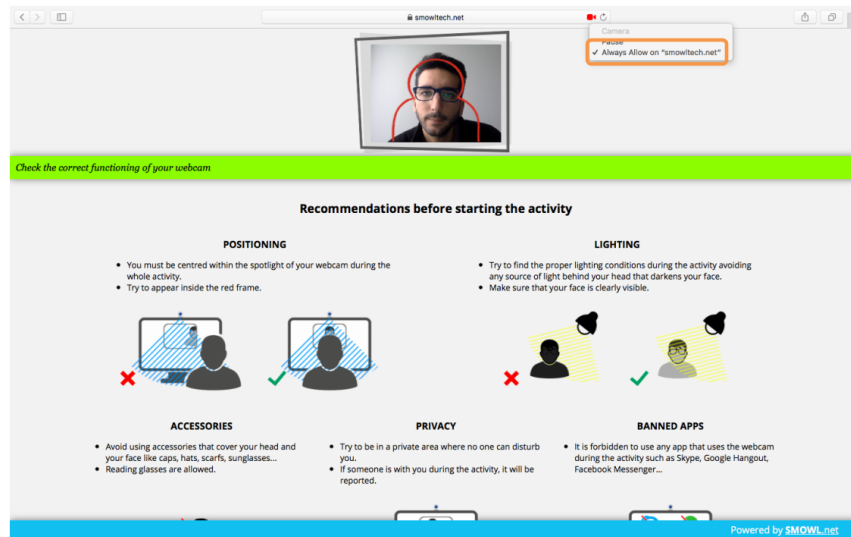 smowltech.net
Camera
Pause
✓ Always Allow on “smowltech.net”
Check the correct functioning of your webcam
Recommendations before starting the activity
POSITIONING
• You must be centred within the spotlight of your webcam during the
whole activity.
• Try to appear inside the red frame.
LIGHTING
• Try to find the proper lighting conditions during the activity avoiding
any source of light behind your head that darkens your face.
• Make sure that your face is clearly visible.
ACCESSORIES
• Avoid using accessories that cover your head and
your face like caps, hats, scarfs, sunglasses...
• Reading glasses are allowed.
PRIVACY
• Try to be in a private area where no one can disturb
you.
• If someone is with you during the activity, it will be
reported.
BANNED APPS
• It is forbidden to use any app that uses the webcam
during the activity such as Skype, Google Hangout,
Facebook Messenger...
Powered by SMOWL.net